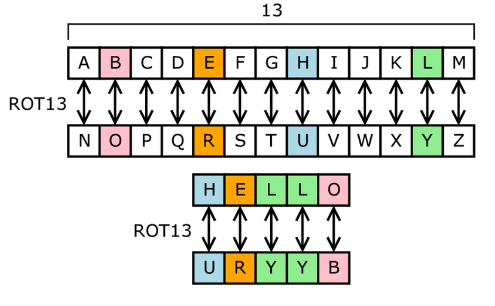 13
A B C D E F G H I J K L M
ROT13
N O P Q R S T U V W X Y Z
H E L L O
ROT13
U R Y Y B